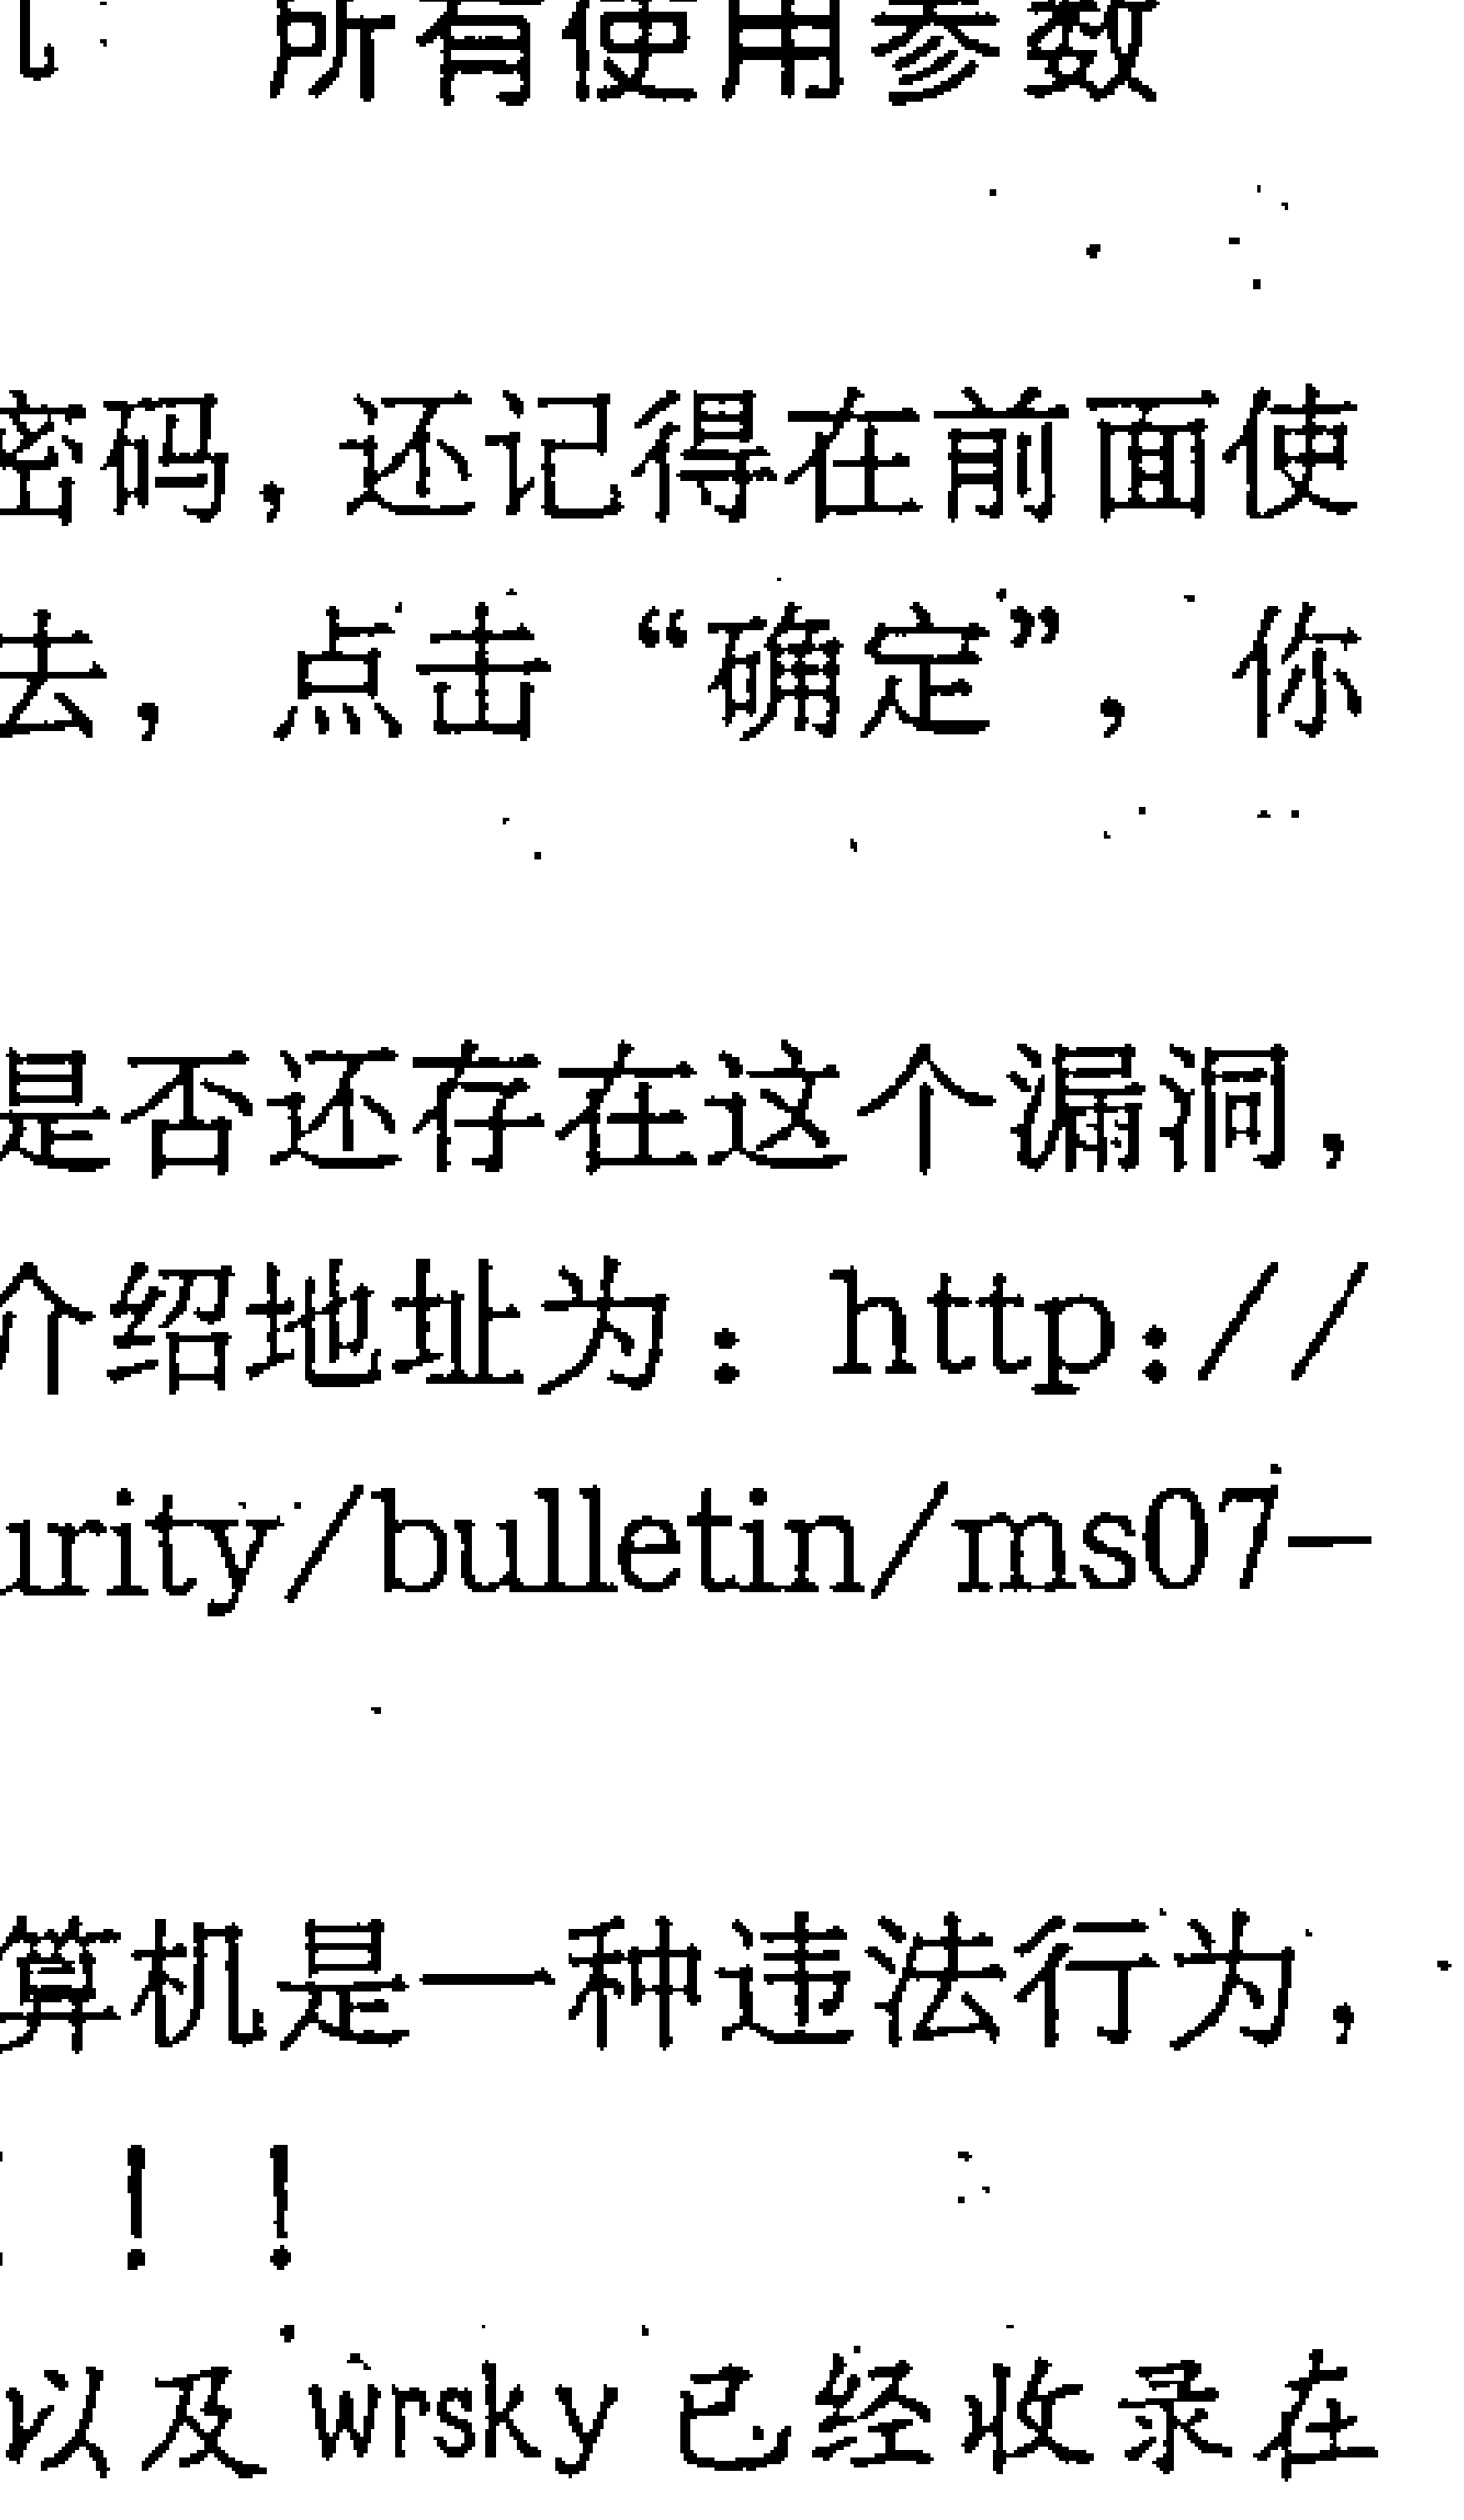 所有使用参数
密码，还记得在前面使
去，点击“确定”，你
是否还存在这个漏洞，
介绍地址为：http://
urity/bulletin/ms07-
算机是一种违法行为，
！！
以及 wrsky 已经收录在